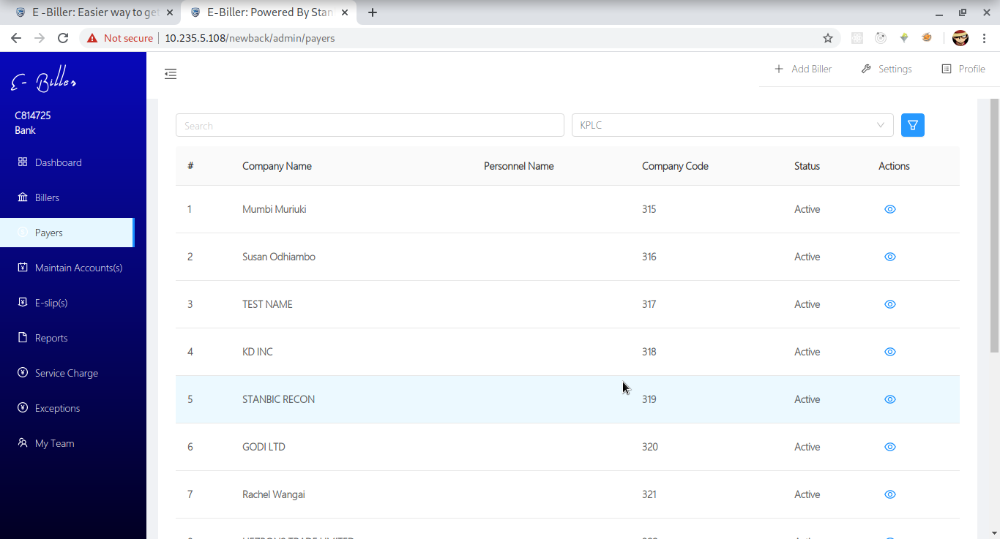 E -Biller: Easier way to get
E-Biller: Powered By Stan
Not secure
10.235.5.108/newback/admin/payers
E- Biller
Add Biller
Settings
Profile
C814725
Bank
Dashboard
Billers
Payers
Maintain Accounts(s)
E-slip(s)
Reports
Service Charge
Exceptions
My Team
Search
KPLC
# Company Name Personnel Name Company Code Status Actions
1 Mumbi Muriuki 315 Active
2 Susan Odhiambo 316 Active
3 TEST NAME 317 Active
4 KD INC 318 Active
5 STANBIC RECON 319 Active
6 GODI LTD 320 Active
7 Rachel Wangai 321 Active